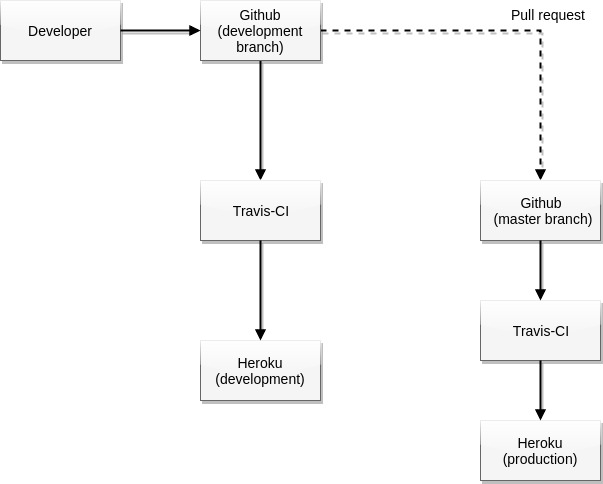 Developer
Github
(development
branch)
Pull request
Travis-CI
Github
(master branch)
Travis-CI
Heroku
(development)
Heroku
(production)